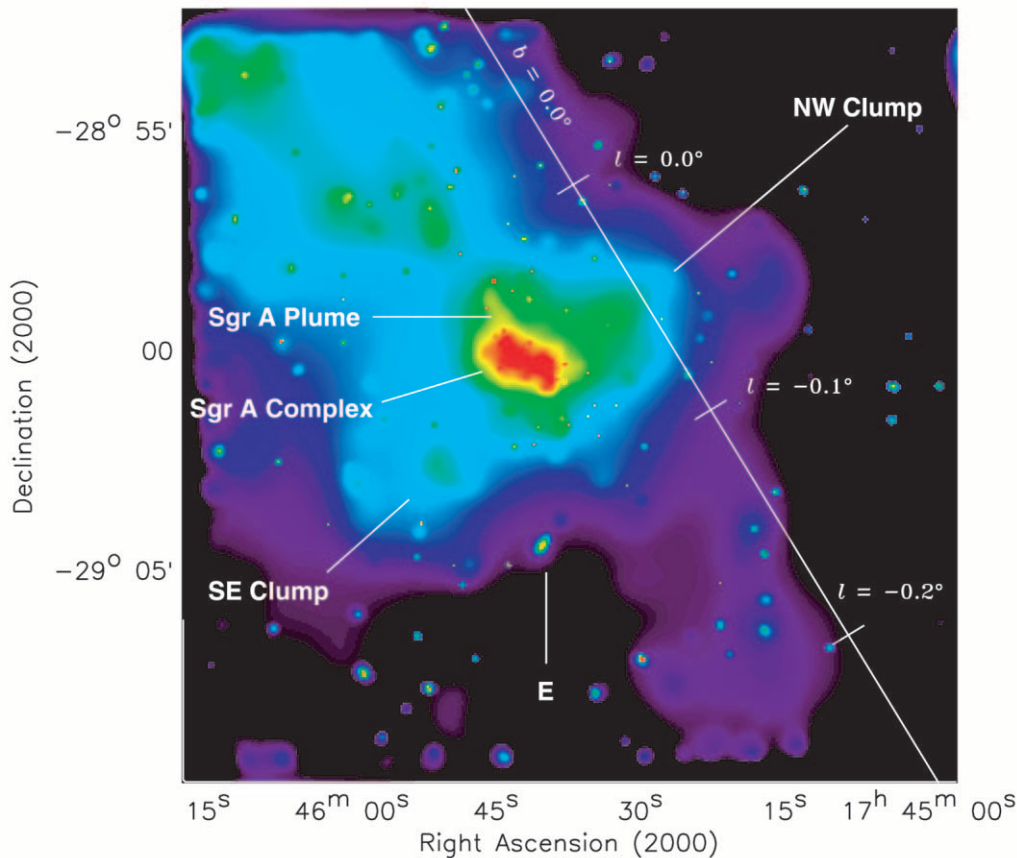 b = 0.0°
NW Clump
−28° 55'
l = 0.0°
Sgr A Plume
00
l = −0.1°
Sgr A Complex
Declination (2000)
−29° 05'
SE Clump
l = −0.2°
E
15ˢ 46ᵐ 00ˢ 45ˢ 30ˢ 15ˢ 17ʰ 45ᵐ 00ˢ
Right Ascension (2000)